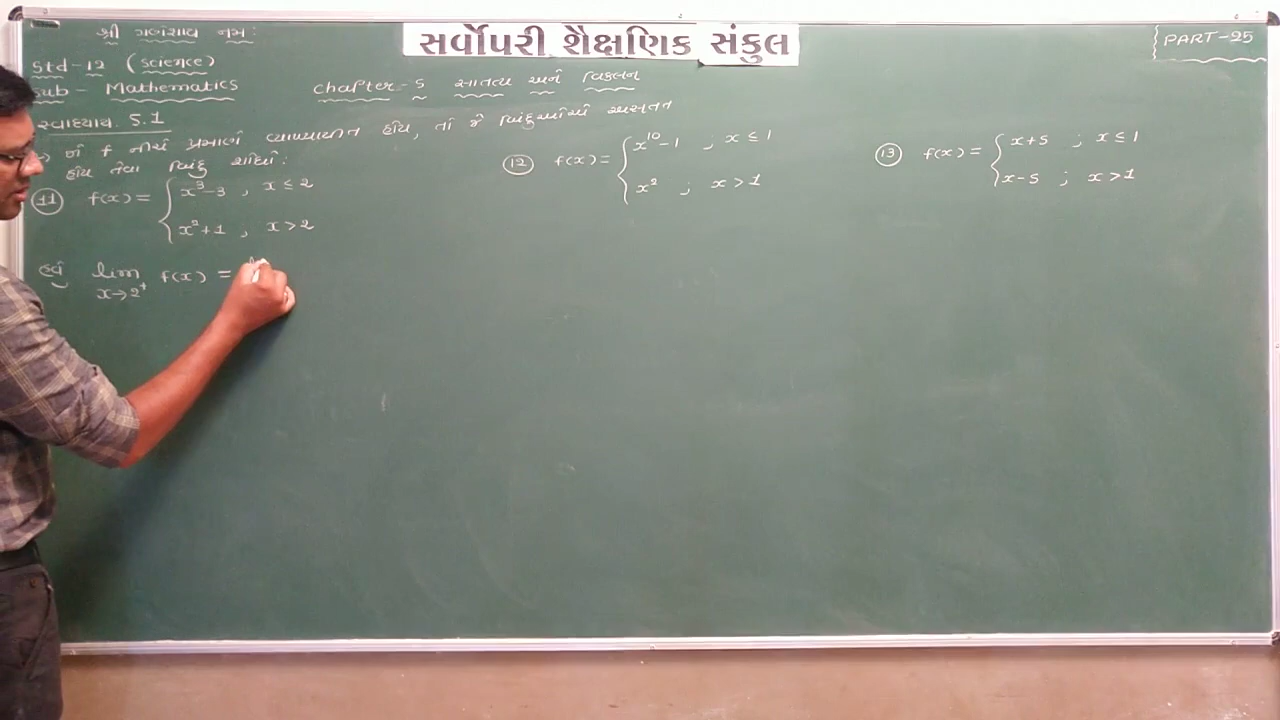 શ્રી ગણેશાય નમઃ
સર્વોપરી શૈક્ષણિક સંકુલ
PART-25
Std-12 (Science)
Sub- Mathematics
Chapter-5 સાતત્ય અને વિકલન
સ્વાધ્યાય 5.1
જો f નીચે પ્રમાણે વ્યાખ્યાયીત હોય, તો જે બિંદુઓએ અસતત
હોય તેવા બિંદુ શોધો:
(11) f(x) = { x³-3 , x ≤ 2
x²+1 , x > 2
(12) f(x) = { x¹⁰-1 , x ≤ 1
x² ; x > 1
(13) f(x) = { x+5 ; x ≤ 1
x-5 ; x > 1
હવે lim f(x) =
x→2⁺